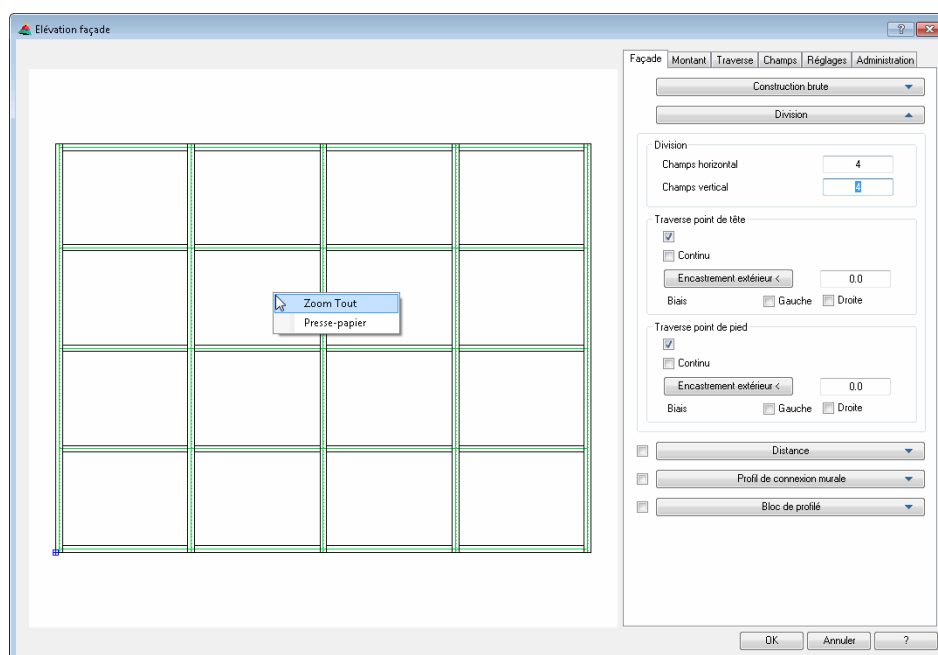 Elévation façade
?
Façade Montant Traverse Champs Réglages Administration
Construction brute
Division
Division
Champs horizontal 4
Champs vertical 4
Traverse point de tête
Continu
Encastrement extérieur < 0.0
Biais Gauche Droite
Zoom Tout
Presse-papier
Traverse point de pied
Continu
Encastrement extérieur < 0.0
Biais Gauche Droite
Distance
Profil de connexion murale
Bloc de profilé
OK Annuler ?